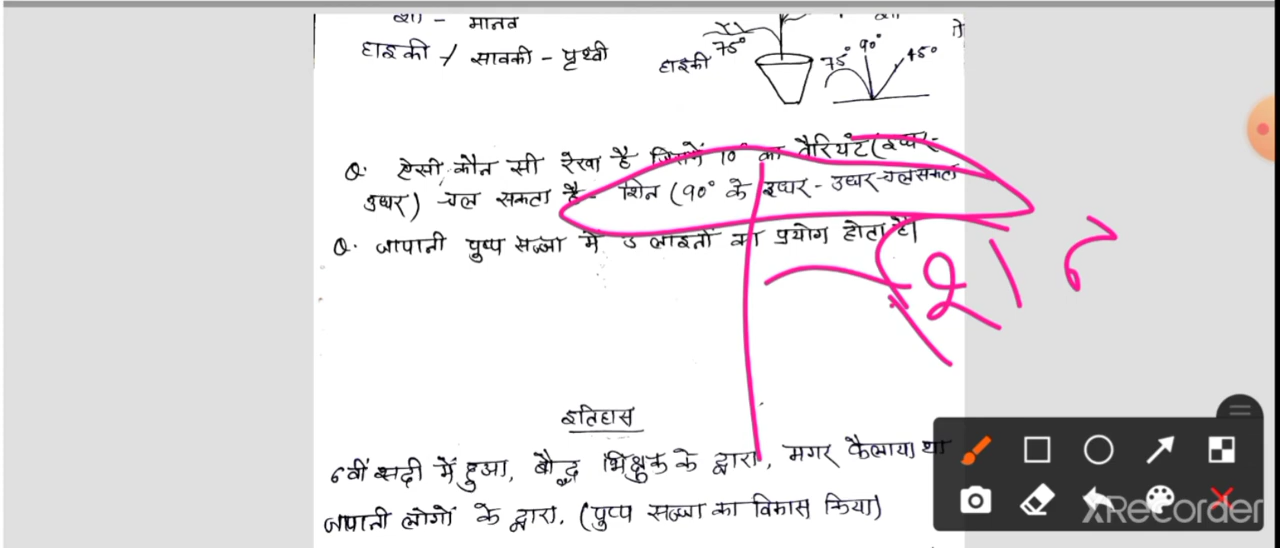 शा - मानव
हाइकी / सावकी - पृथ्वी
75°
हाइकी
75° 90° 45°
Q. ऐसी कौन सी रेखा है जिसमें 10° का वैरियंट (इधर-
उधर) चल सकता है - शिन (90° के इधर - उधर चल सकता
Q. जापानी पुष्प सज्जा में 3 लाइनों का प्रयोग होता है।
इतिहास
6वीं सदी में हुआ, बौद्ध भिक्षुक के द्वारा, मगर फैलाया था
जापानी लोगों के द्वारा, (पुष्प सज्जा का विकास किया)
XRecorder